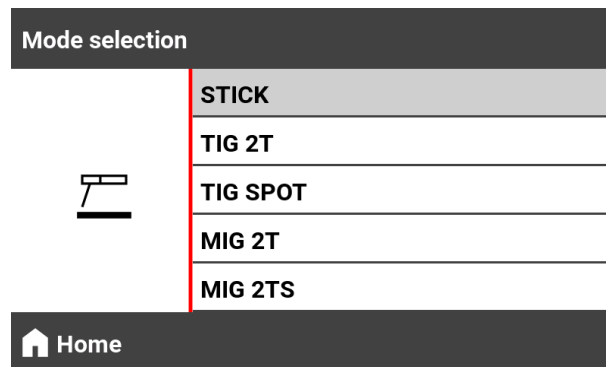 Mode selection
STICK
TIG 2T
TIG SPOT
MIG 2T
MIG 2TS
Home